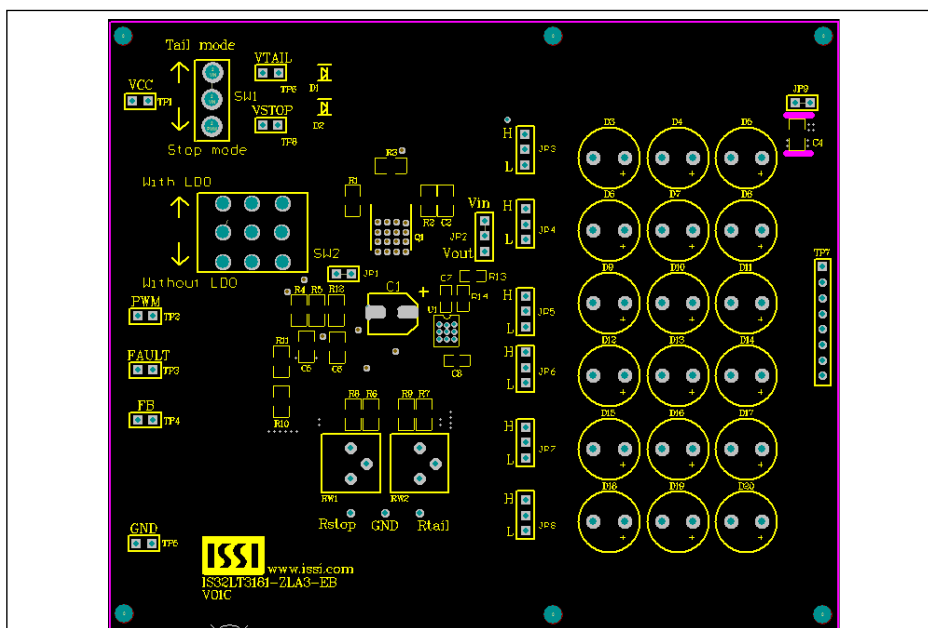 Tail mode
VTAIL
D1
JP9
VCC
TP6
TP1
SW1
VSTOP
D2
TP8
D3
D4
D5
C4
Stop mode
H
JP3
L
R3
With LDO
R1
D6
D7
D8
Vin
H
R2
C2
Q1
JP2
JP4
L
SW2
Vout
TP7
JP1
R13
D9
D10
D11
Without LDO
C7
C1
+
R14
R4
R5
R12
H
PWM
U1
JP5
TP2
L
R11
D12
D13
D14
H
FAULT
C5
C6
C8
JP6
TP3
L
R8
R6
R9
R7
FB
TP4
R10
D15
D16
D17
H
JP7
L
RW1
RW2
D18
D19
D20
H
Rstop
GND
Rtail
GND
JP8
L
TP5
ISSI
www.issi.com
IS32LT3181-ZLA3-EB
V01C